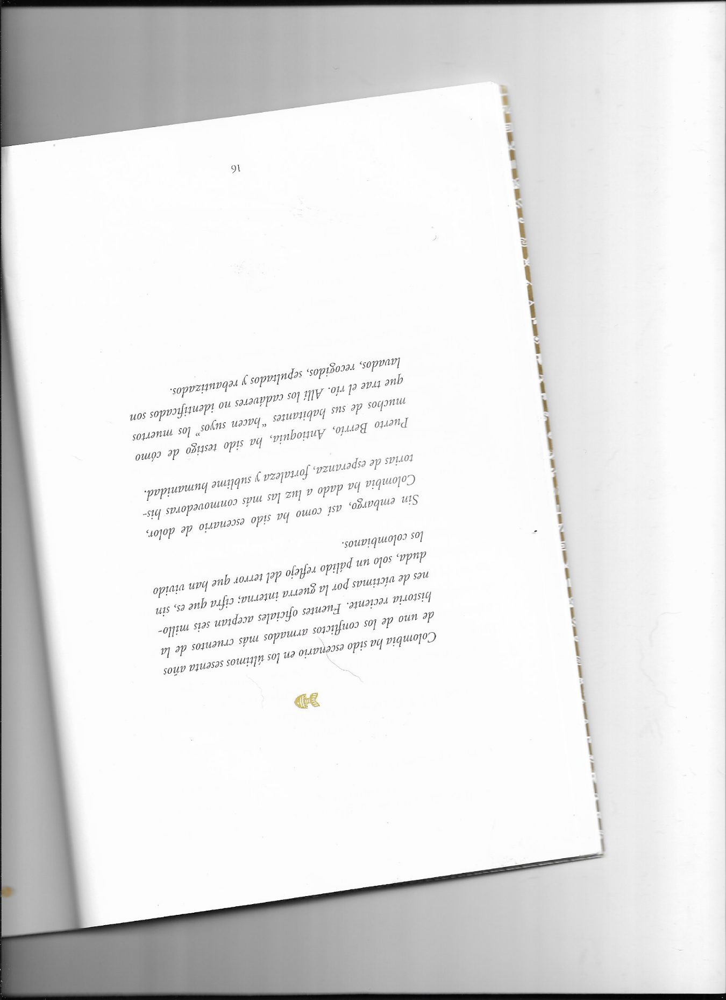 Colombia ha sido escenario en los últimos sesenta años
de uno de los conflictos armados más cruentos de la
historia reciente. Fuentes oficiales aceptan seis millo-
nes de víctimas por la guerra interna; cifra que es, sin
duda, solo un pálido reflejo del terror que han vivido
los colombianos.
Sin embargo, así como ha sido escenario de dolor,
Colombia ha dado a luz las más conmovedoras his-
torias de esperanza, fortaleza y sublime humanidad.
Puerto Berrío, Antioquia, ha sido testigo de cómo
muchos de sus habitantes "hacen suyos" los muertos
que trae el río. Allí los cadáveres no identificados son
lavados, recogidos, sepultados y rebautizados.
16